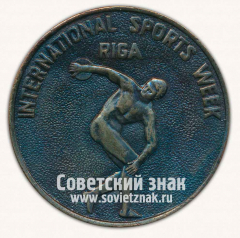 INTERNATIONAL SPORTS WEEK
RIGA
Советский знак
www.sovietznak.ru